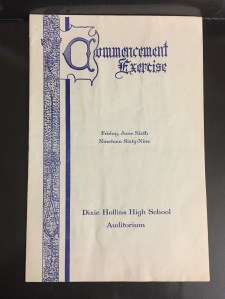 Commencement
Exercise
Friday, June Sixth
Nineteen Sixty-Nine
Dixie Hollins High School
Auditorium